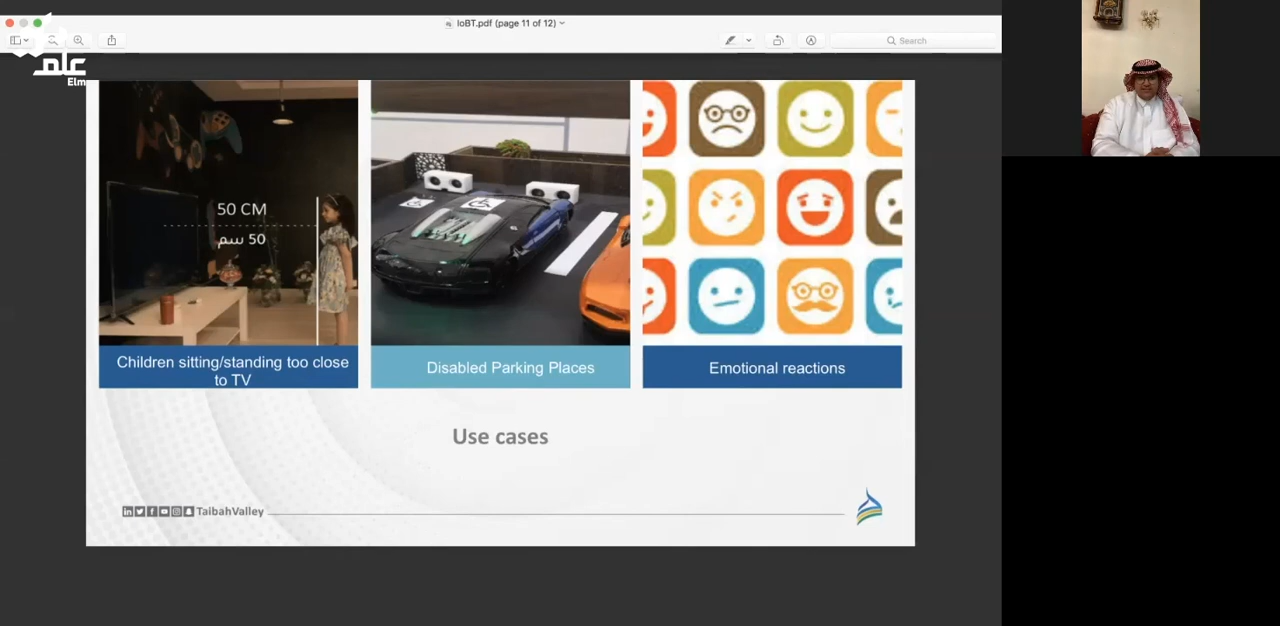 IoBT.pdf (page 11 of 12)
Search
علم
Elm
50 CM
50 سم
Children sitting/standing too close
to TV
Disabled Parking Places
Emotional reactions
Use cases
in f TaibahValley